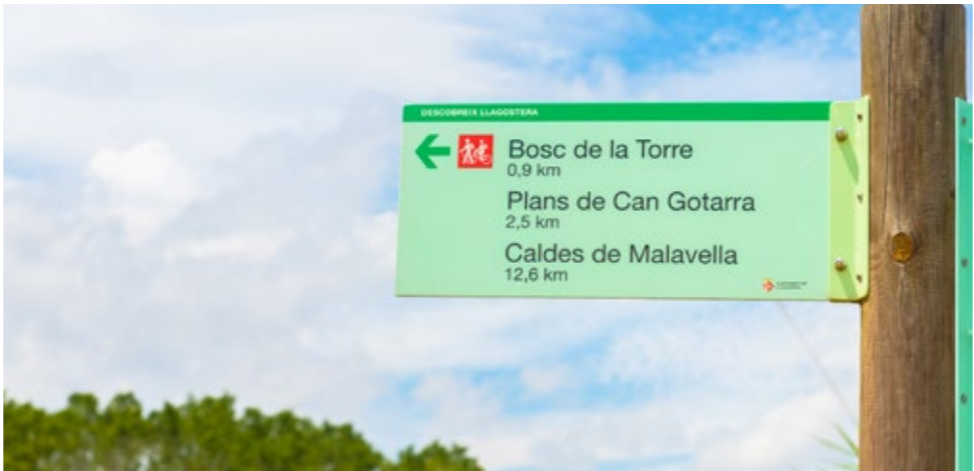 DESCOBREIX LLAGOSTERA
Bosc de la Torre
0,9 km
Plans de Can Gotarra
2,5 km
Caldes de Malavella
12,6 km